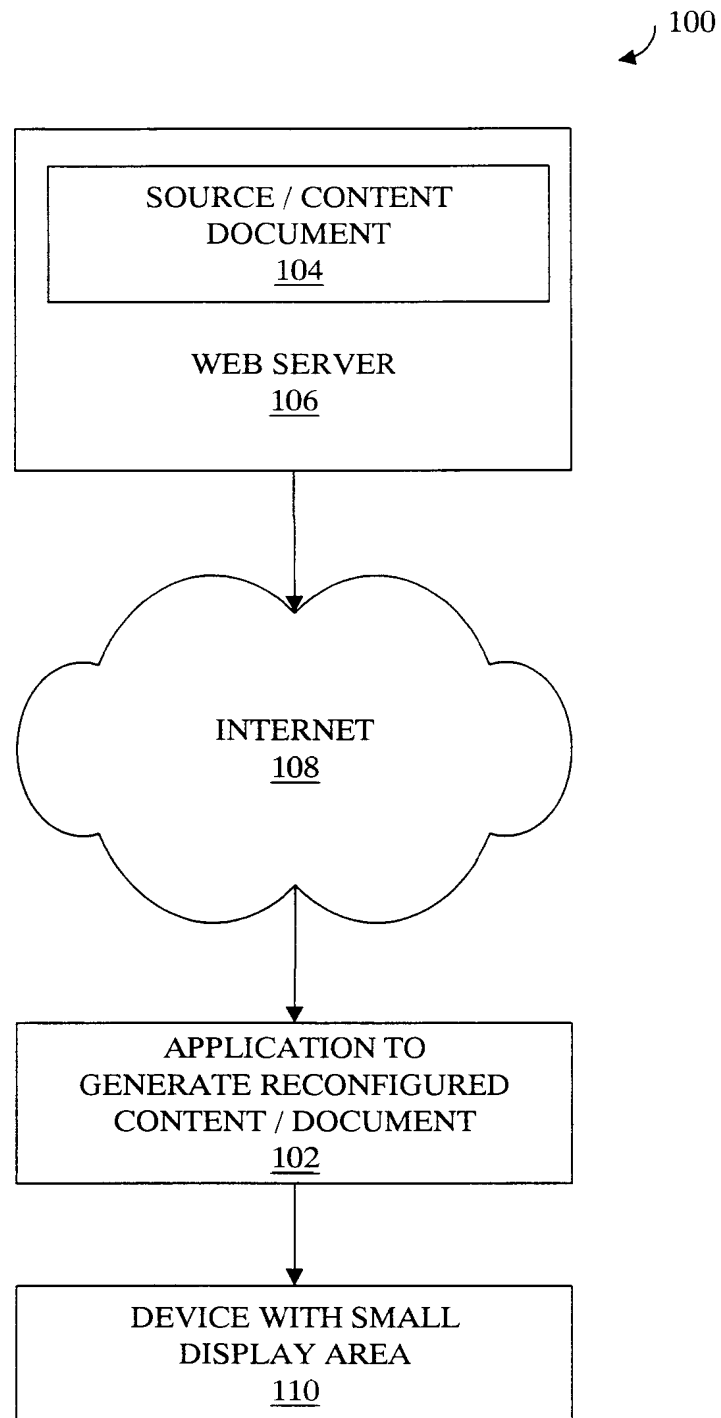 100
SOURCE / CONTENT
DOCUMENT
104
WEB SERVER
106
INTERNET
108
APPLICATION TO
GENERATE RECONFIGURED
CONTENT / DOCUMENT
102
DEVICE WITH SMALL
DISPLAY AREA
110